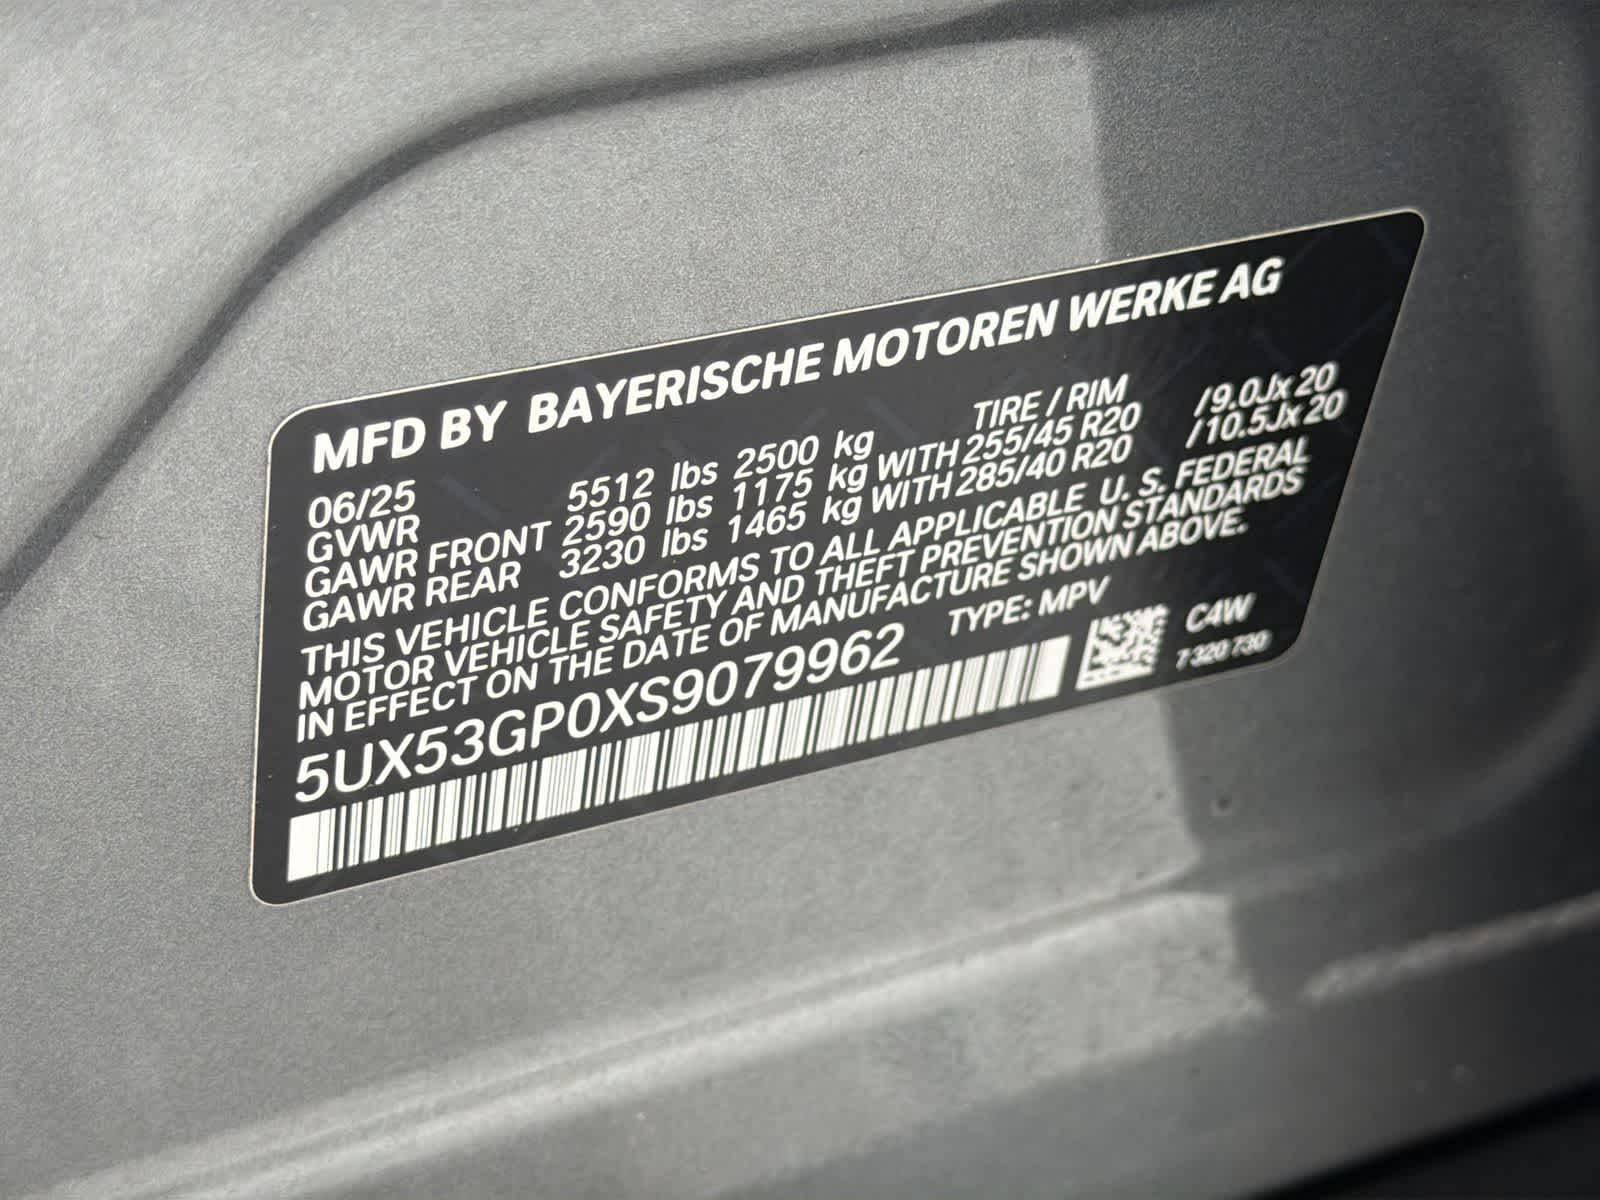 MFD BY BAYERISCHE MOTOREN WERKE AG
06/25 TIRE / RIM
GVWR 5512 lbs 2500 kg
GAWR FRONT 2590 lbs 1175 kg WITH 255/45 R20 /9.0Jx20
GAWR REAR 3230 lbs 1465 kg WITH 285/40 R20 /10.5Jx20
THIS VEHICLE CONFORMS TO ALL APPLICABLE U. S. FEDERAL
MOTOR VEHICLE SAFETY AND THEFT PREVENTION STANDARDS
IN EFFECT ON THE DATE OF MANUFACTURE SHOWN ABOVE.
5UX53GP0XS9079962 TYPE: MPV
C4W
7 320 730